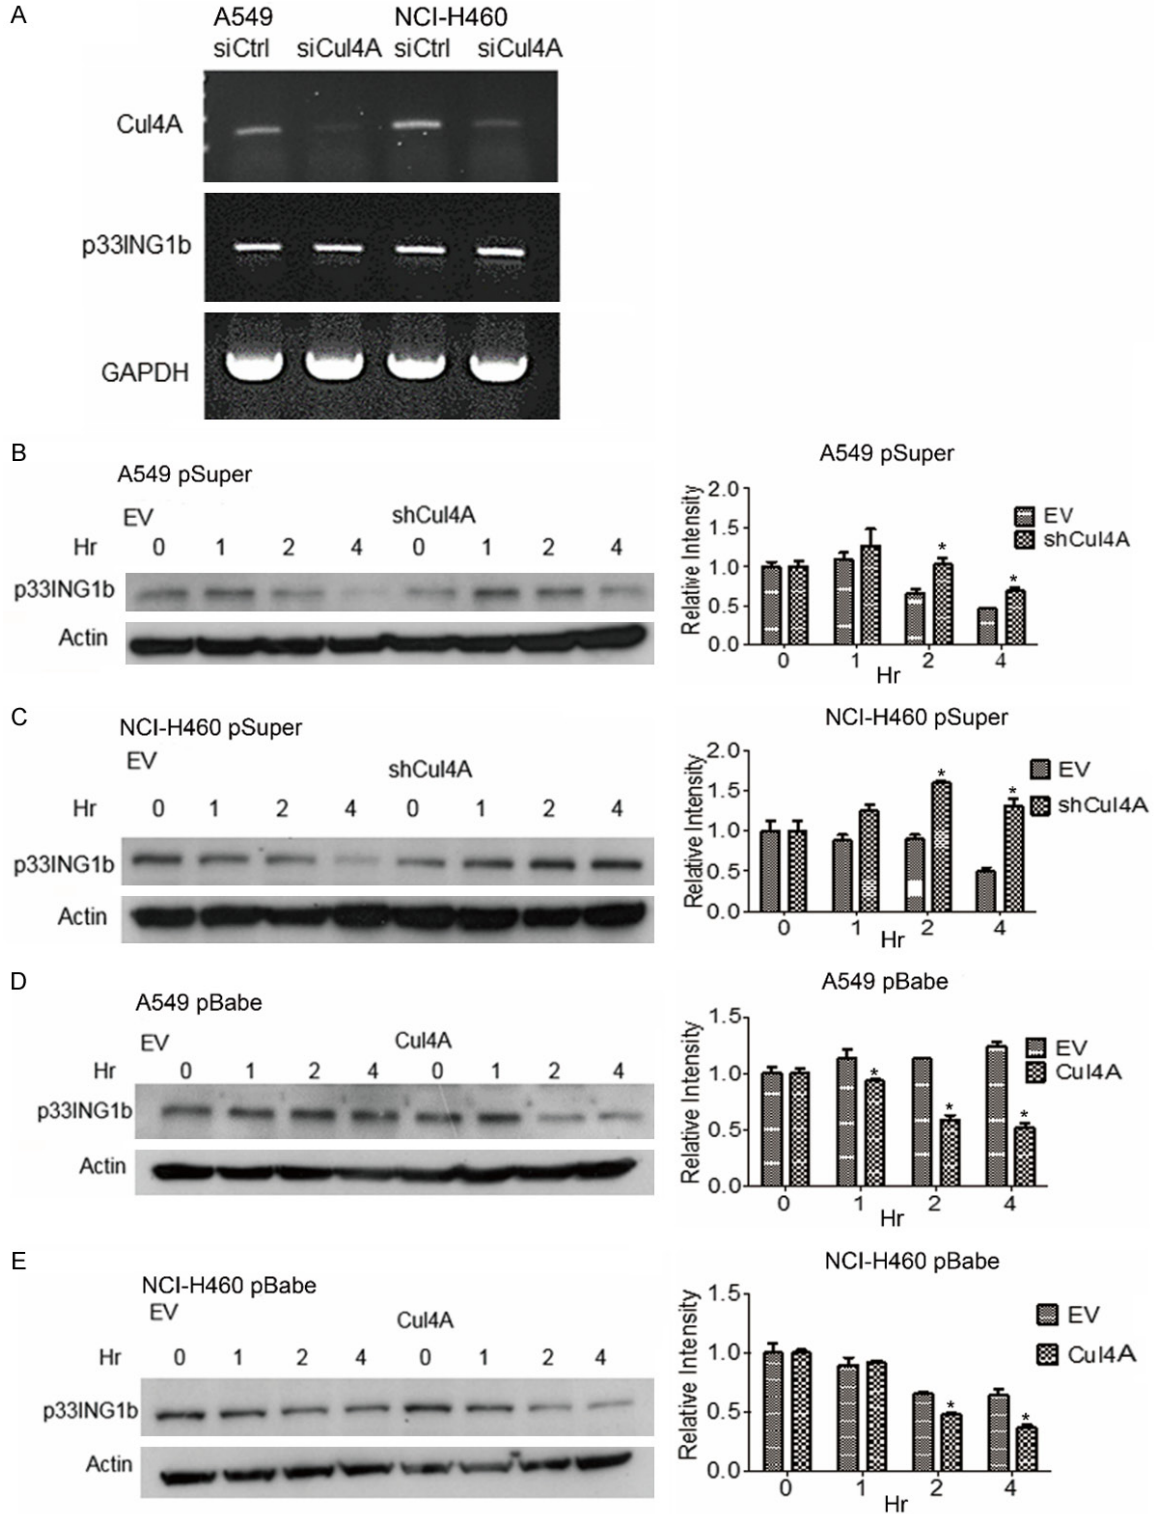 A
A549 NCI-H460
siCtrl siCul4A siCtrl siCul4A
Cul4A
p33ING1b
GAPDH
B
A549 pSuper
EV shCul4A
Hr 0 1 2 4 0 1 2 4
p33ING1b
Actin
A549 pSuper
Relative Intensity
2.0
1.5
1.0
0.5
0.0
* *
0 1 2 4
Hr
EV
shCul4A
C
NCI-H460 pSuper
EV shCul4A
Hr 0 1 2 4 0 1 2 4
p33ING1b
Actin
NCI-H460 pSuper
Relative Intensity
2.0
1.5
1.0
0.5
0.0
* *
0 1 2 4
Hr
EV
shCul4A
D
A549 pBabe
EV Cul4A
Hr 0 1 2 4 0 1 2 4
p33ING1b
Actin
A549 pBabe
Relative Intensity
1.5
1.0
0.5
0.0
* * *
0 1 2 4
Hr
EV
Cul4A
E
NCI-H460 pBabe
EV Cul4A
Hr 0 1 2 4 0 1 2 4
p33ING1b
Actin
NCI-H460 pBabe
Relative Intensity
1.5
1.0
0.5
0.0
* *
0 1 2 4
Hr
EV
Cul4A